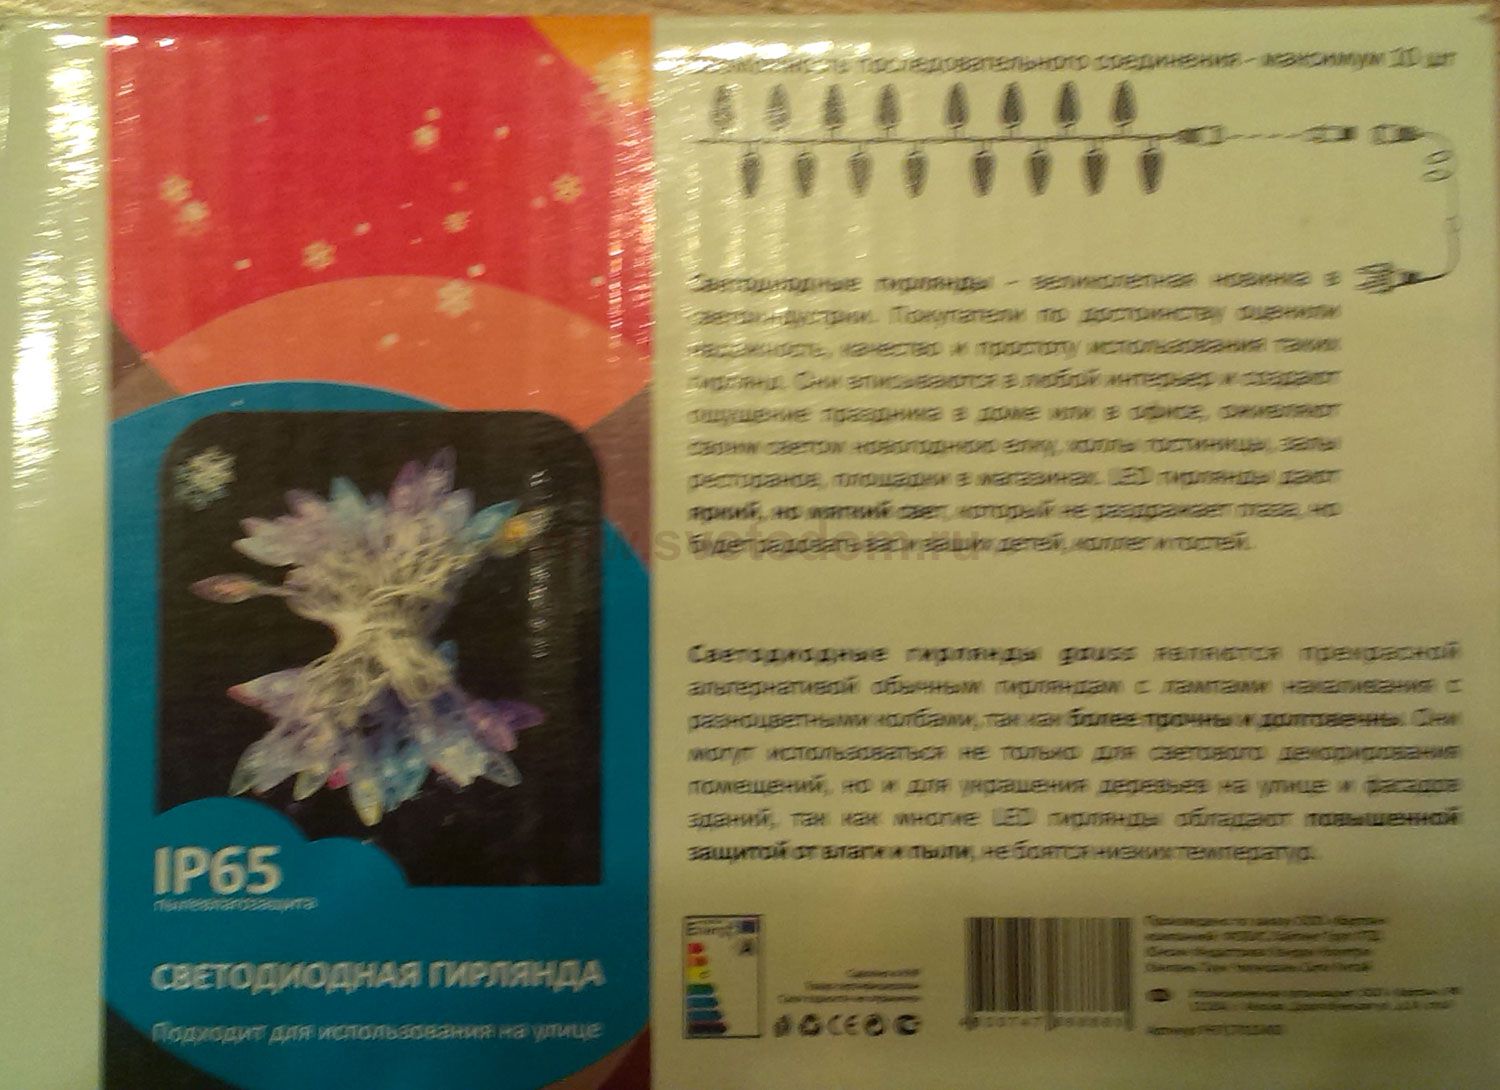 IP65
пылевлагозащита
СВЕТОДИОДНАЯ ГИРЛЯНДА
Подходит для использования на улице
последовательного соединения - максимум 10 шт
Светодиодные гирлянды - великолепная новинка в
светоиндустрии. Покупатели по достоинству оценили
надежность, качество и простоту использования таких
гирлянд. Они вписываются в любой интерьер и создают
ощущение праздника в доме или в офисе, оживляют
своим светом новогоднюю елку, холлы гостиницы, залы
ресторанов, площадки в магазинах. LED гирлянды дают
яркий, но мягкий свет, который не раздражает глаза, но
будет радовать вас и ваших детей, коллег и гостей.
www.svetodom.ru
Светодиодные гирлянды gauss являются прекрасной
альтернативой обычным гирляндам с лампами накаливания с
разноцветными колбами, так как более прочны и долговечны. Они
могут использоваться не только для светового декорирования
помещений, но и для украшения деревьев на улице и фасадов
зданий, так как многие LED гирлянды обладают повышенной
защитой от влаги и пыли, не боятся низких температур.
A
CE